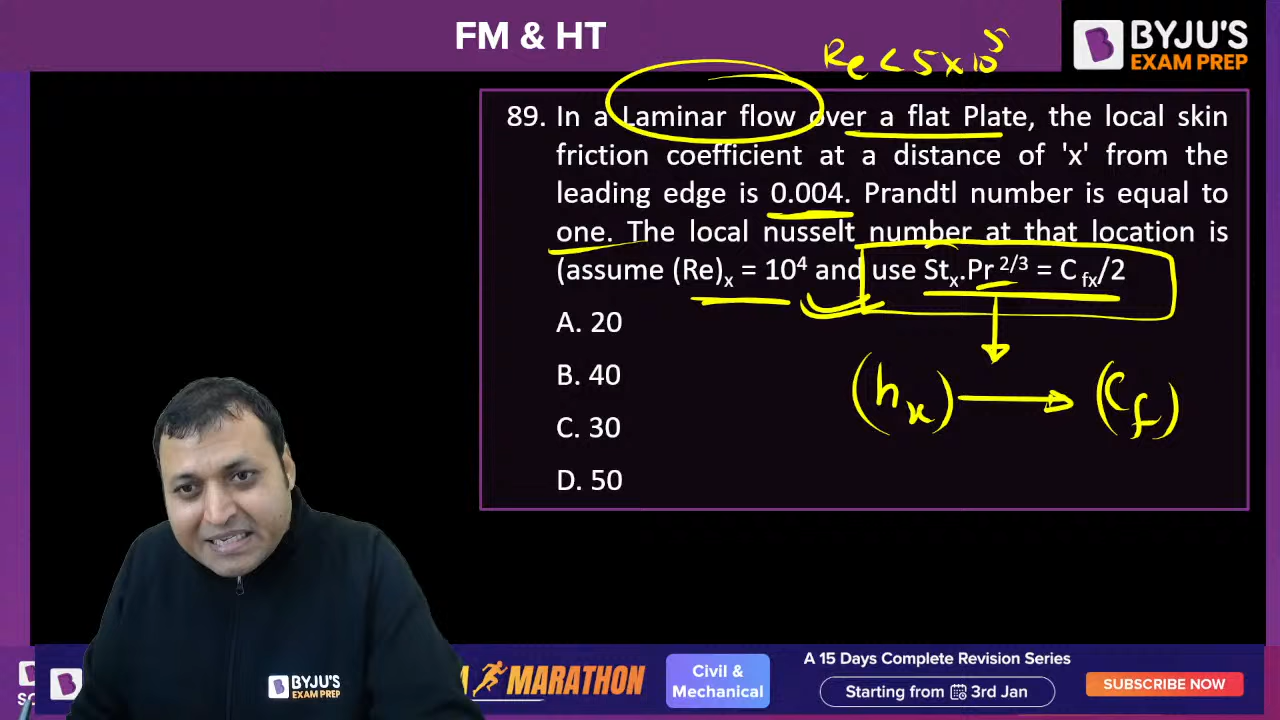 FM & HT
BYJU'S
EXAM PREP
Re < 5 x 10⁵
89. In a Laminar flow over a flat Plate, the local skin
friction coefficient at a distance of 'x' from the
leading edge is 0.004. Prandtl number is equal to
one. The local nusselt number at that location is
(assume (Re)ₓ = 10⁴ and use Stₓ.Pr ²ᐟ³ = C fx/2
A. 20
B. 40
C. 30
D. 50
(hₓ) → (C_f)
BYJU'S
EXAM PREP
MARATHON
Civil &
Mechanical
A 15 Days Complete Revision Series
Starting from 3rd Jan
SUBSCRIBE NOW